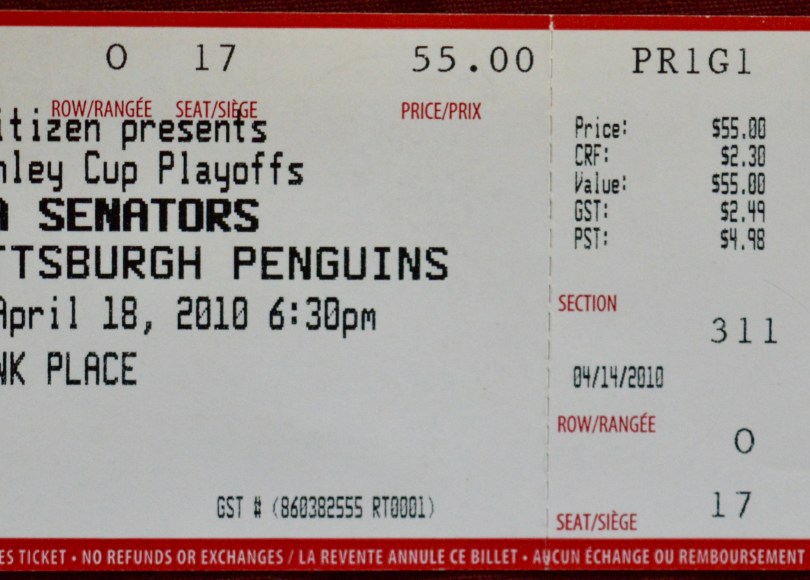 O 17 55.00
ROW/RANGÉE SEAT/SIÈGE PRICE/PRIX
itizen presents
nley Cup Playoffs
A SENATORS
TTSBURGH PENGUINS
April 18, 2010 6:30pm
NK PLACE
GST # (860382555 RT0001)
PR1G1
Price: $55.00
CRF: $2.30
Value: $55.00
GST: $2.49
PST: $4.98
SECTION
311
04/14/2010
ROW/RANGÉE
O
17
SEAT/SIÈGE
ES TICKET • NO REFUNDS OR EXCHANGES / LA REVENTE ANNULE CE BILLET • AUCUN ÉCHANGE OU REMBOURSEMENT